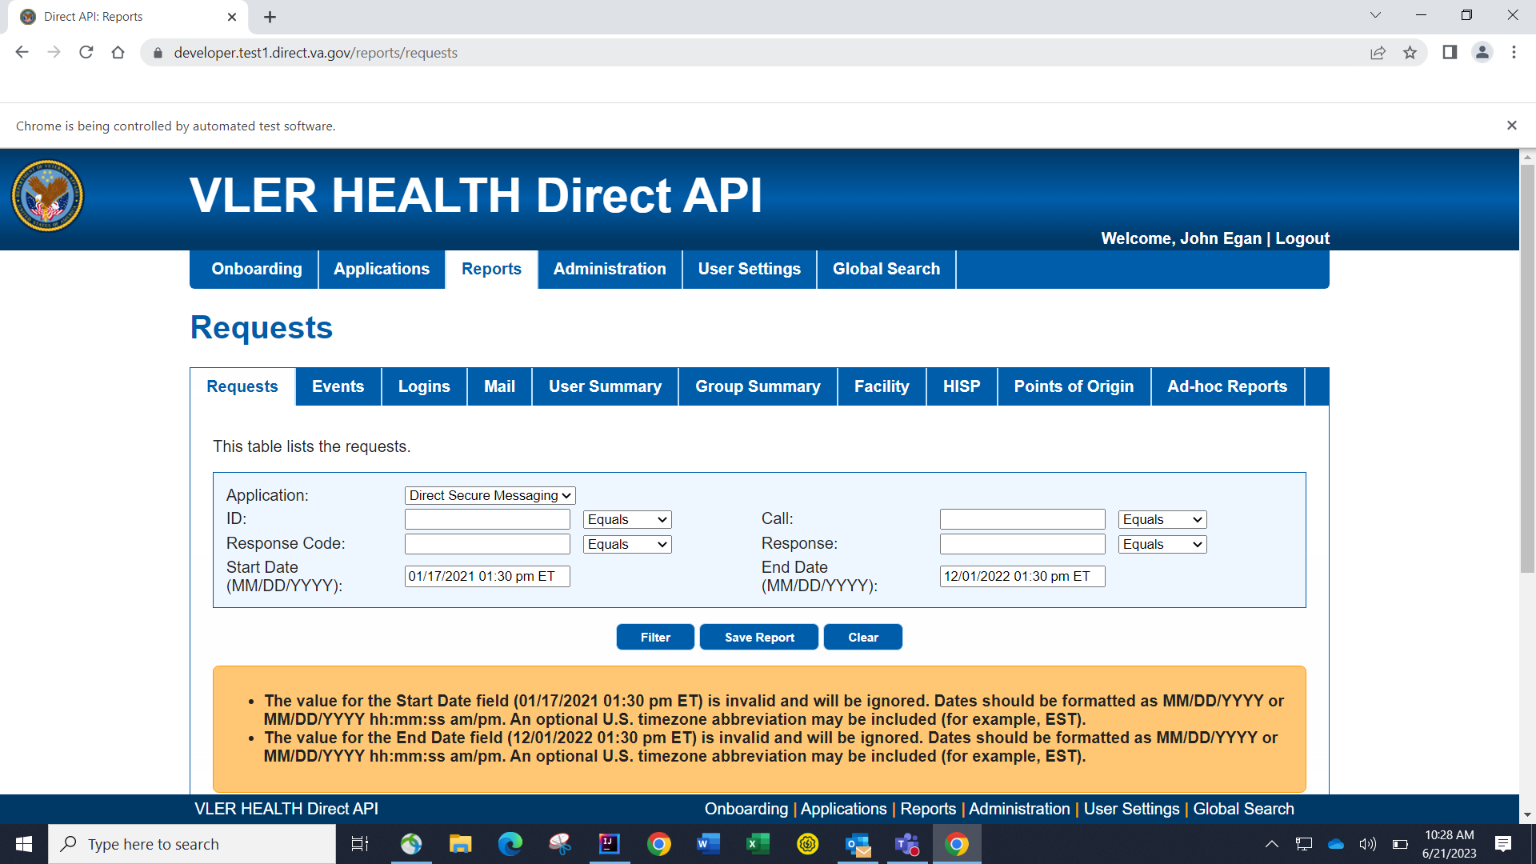 Direct API: Reports
developer.test1.direct.va.gov/reports/requests
Chrome is being controlled by automated test software.
VLER HEALTH Direct API
Welcome, John Egan | Logout
Onboarding Applications Reports Administration User Settings Global Search
Requests
Requests Events Logins Mail User Summary Group Summary Facility HISP Points of Origin Ad-hoc Reports
This table lists the requests.
Application: Direct Secure Messaging
ID: Equals Call: Equals
Response Code: Equals Response: Equals
Start Date (MM/DD/YYYY): 01/17/2021 01:30 pm ET End Date (MM/DD/YYYY): 12/01/2022 01:30 pm ET
Filter Save Report Clear
• The value for the Start Date field (01/17/2021 01:30 pm ET) is invalid and will be ignored. Dates should be formatted as MM/DD/YYYY or
MM/DD/YYYY hh:mm:ss am/pm. An optional U.S. timezone abbreviation may be included (for example, EST).
• The value for the End Date field (12/01/2022 01:30 pm ET) is invalid and will be ignored. Dates should be formatted as MM/DD/YYYY or
MM/DD/YYYY hh:mm:ss am/pm. An optional U.S. timezone abbreviation may be included (for example, EST).
VLER HEALTH Direct API Onboarding | Applications | Reports | Administration | User Settings | Global Search
Type here to search
10:28 AM
6/21/2023